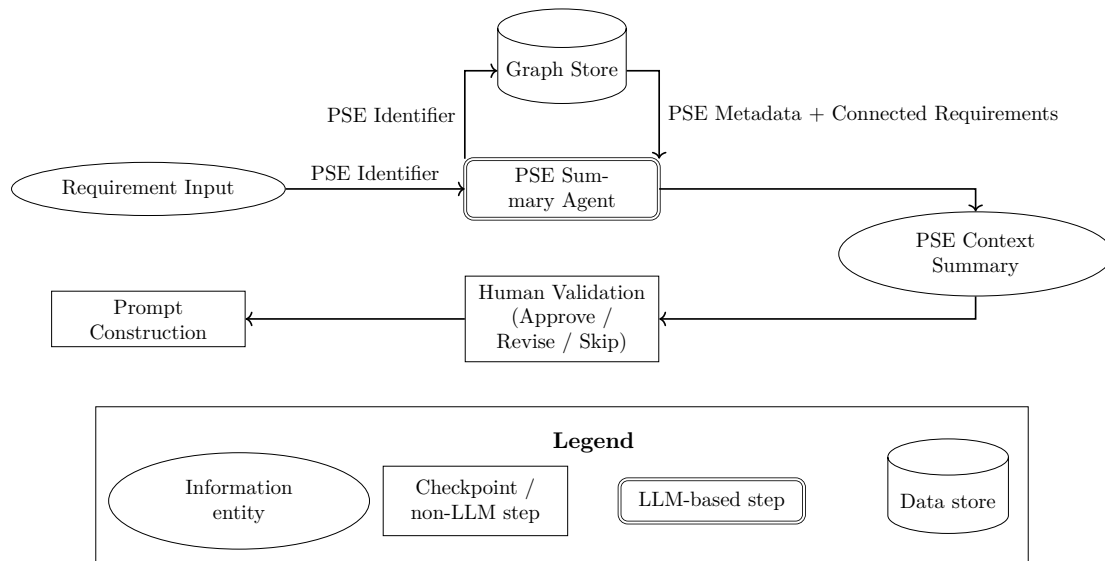 Graph Store
PSE Identifier
PSE Metadata + Connected Requirements
Requirement Input
PSE Identifier
PSE Sum-
mary Agent
PSE Context
Summary
Human Validation
(Approve /
Revise / Skip)
Prompt
Construction
Legend
Information
entity
Checkpoint /
non-LLM step
LLM-based step
Data store